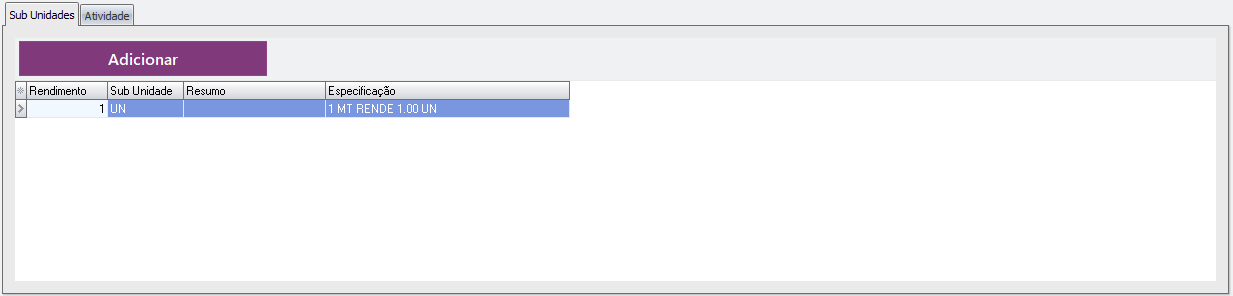 Sub Unidades Atividade
Adicionar
Rendimento Sub Unidade Resumo Especificação
1 UN 1 MT RENDE 1.00 UN